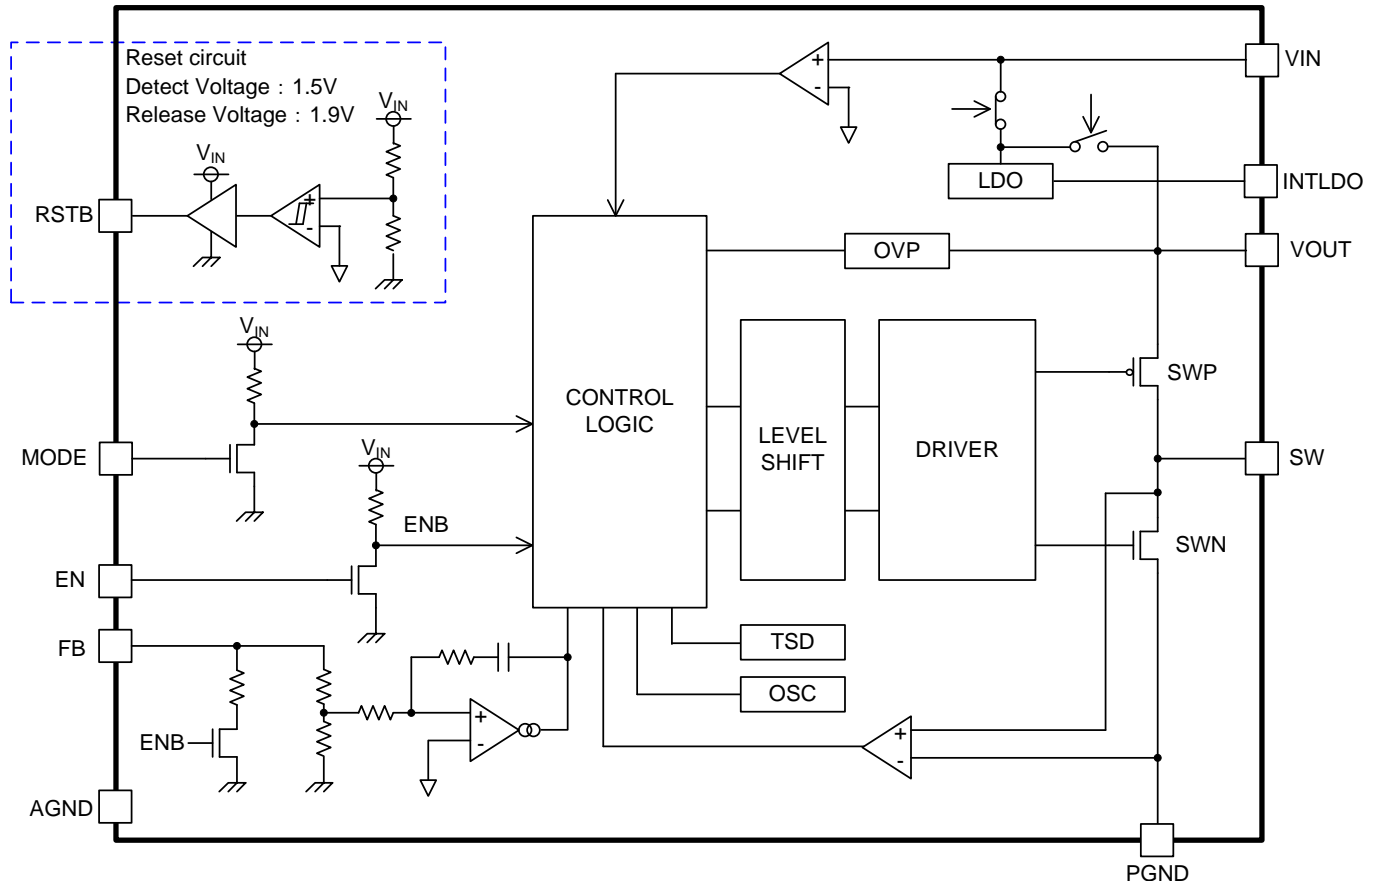 Reset circuit
Detect Voltage : 1.5V
Release Voltage : 1.9V
VIN
VIN
RSTB
+
-
+
-
VIN
LDO
INTLDO
OVP
VOUT
VIN
MODE
CONTROL
LOGIC
LEVEL
SHIFT
DRIVER
SWP
SW
SWN
VIN
ENB
EN
FB
ENB
+
-
TSD
OSC
+
-
AGND
PGND